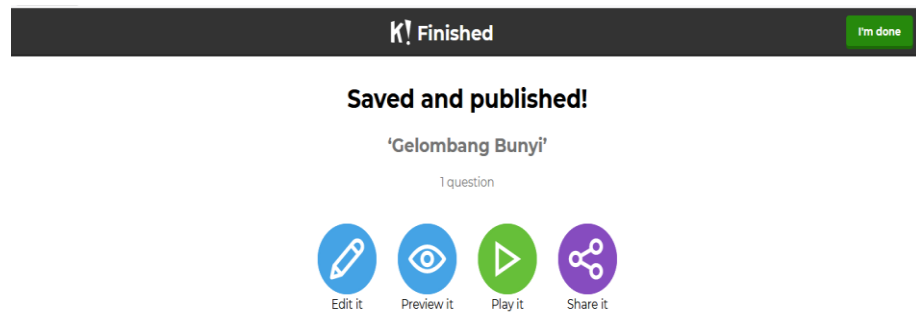 K! Finished
I'm done
Saved and published!
‘Gelombang Bunyi’
1 question
Edit it
Preview it
Play it
Share it